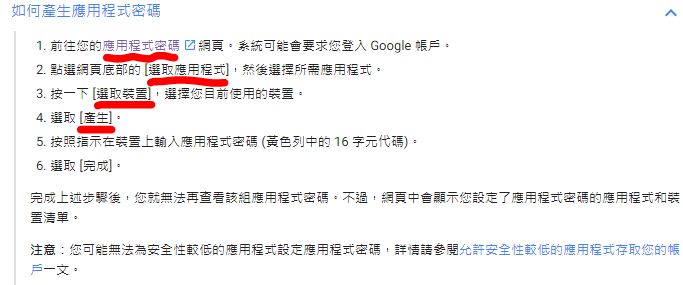 如何產生應用程式密碼
1. 前往您的應用程式密碼 網頁。系統可能會要求您登入 Google 帳戶。
2. 點選網頁底部的 [選取應用程式]，然後選擇所需應用程式。
3. 按一下 [選取裝置]，選擇您目前使用的裝置。
4. 選取 [產生]。
5. 按照指示在裝置上輸入應用程式密碼 (黃色列中的 16 字元代碼)。
6. 選取 [完成]。
完成上述步驟後，您就無法再查看該組應用程式密碼。不過，網頁中會顯示您設定了應用程式密碼的應用程式和裝
置清單。
注意：您可能無法為安全性較低的應用程式設定應用程式密碼，詳情請參閱允許安全性較低的應用程式存取您的帳
戶一文。